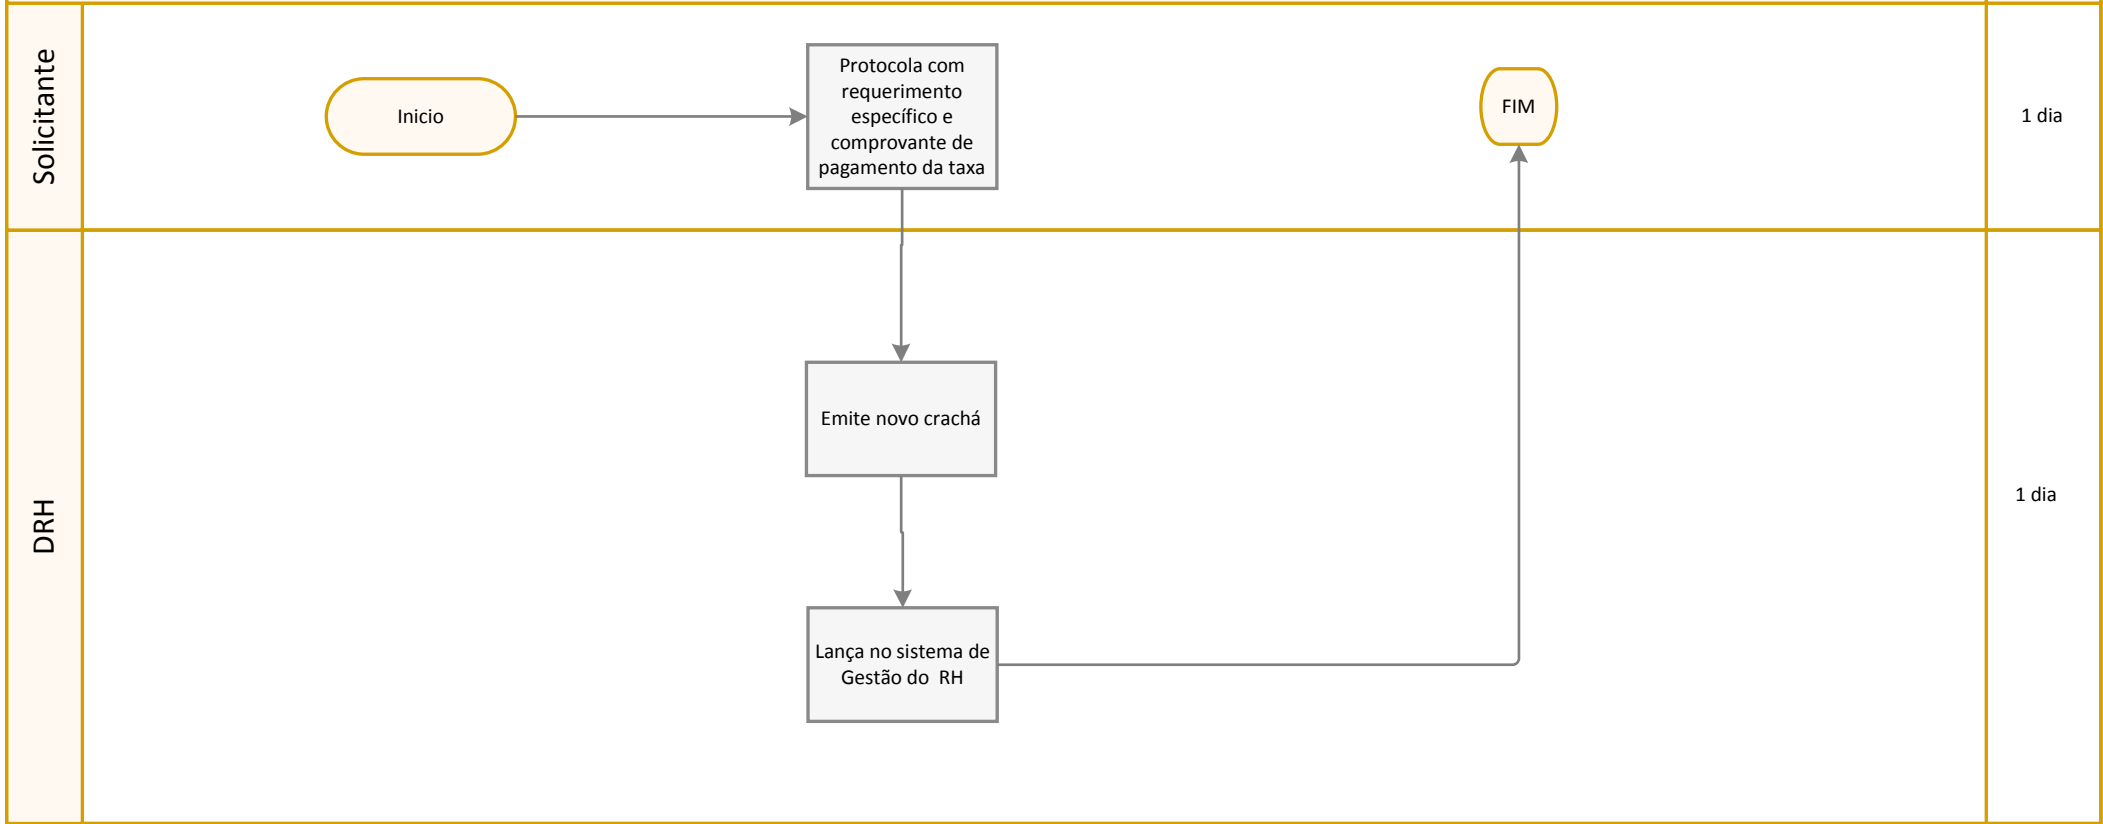 Solicitante
Inicio
Protocola com
requerimento
específico e
comprovante de
pagamento da taxa
FIM
1 dia
DRH
Emite novo crachá
1 dia
Lança no sistema de
Gestão do  RH